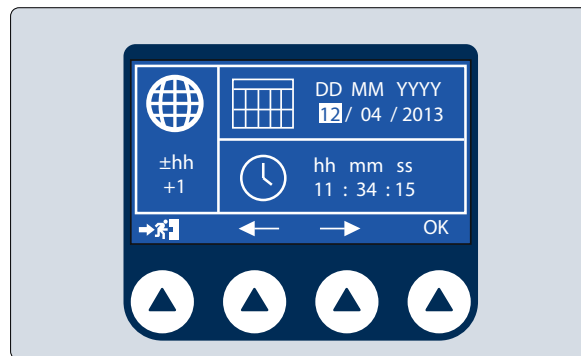 DD MM YYYY
12 / 04 / 2013
±hh
+1
hh mm ss
11 : 34 : 15
OK